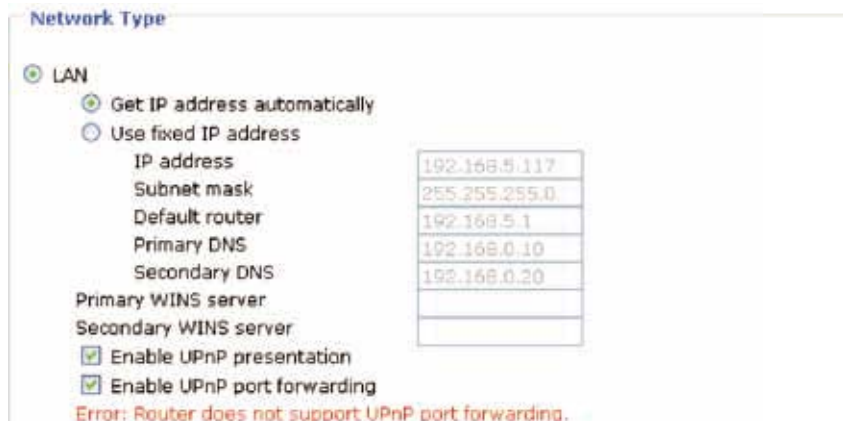 Network Type
LAN
Get IP address automatically
Use fixed IP address
IP address 192.168.5.117
Subnet mask 255.255.255.0
Default router 192.168.5.1
Primary DNS 192.168.0.10
Secondary DNS 192.168.0.20
Primary WINS server
Secondary WINS server
Enable UPnP presentation
Enable UPnP port forwarding
Error: Router does not support UPnP port forwarding.